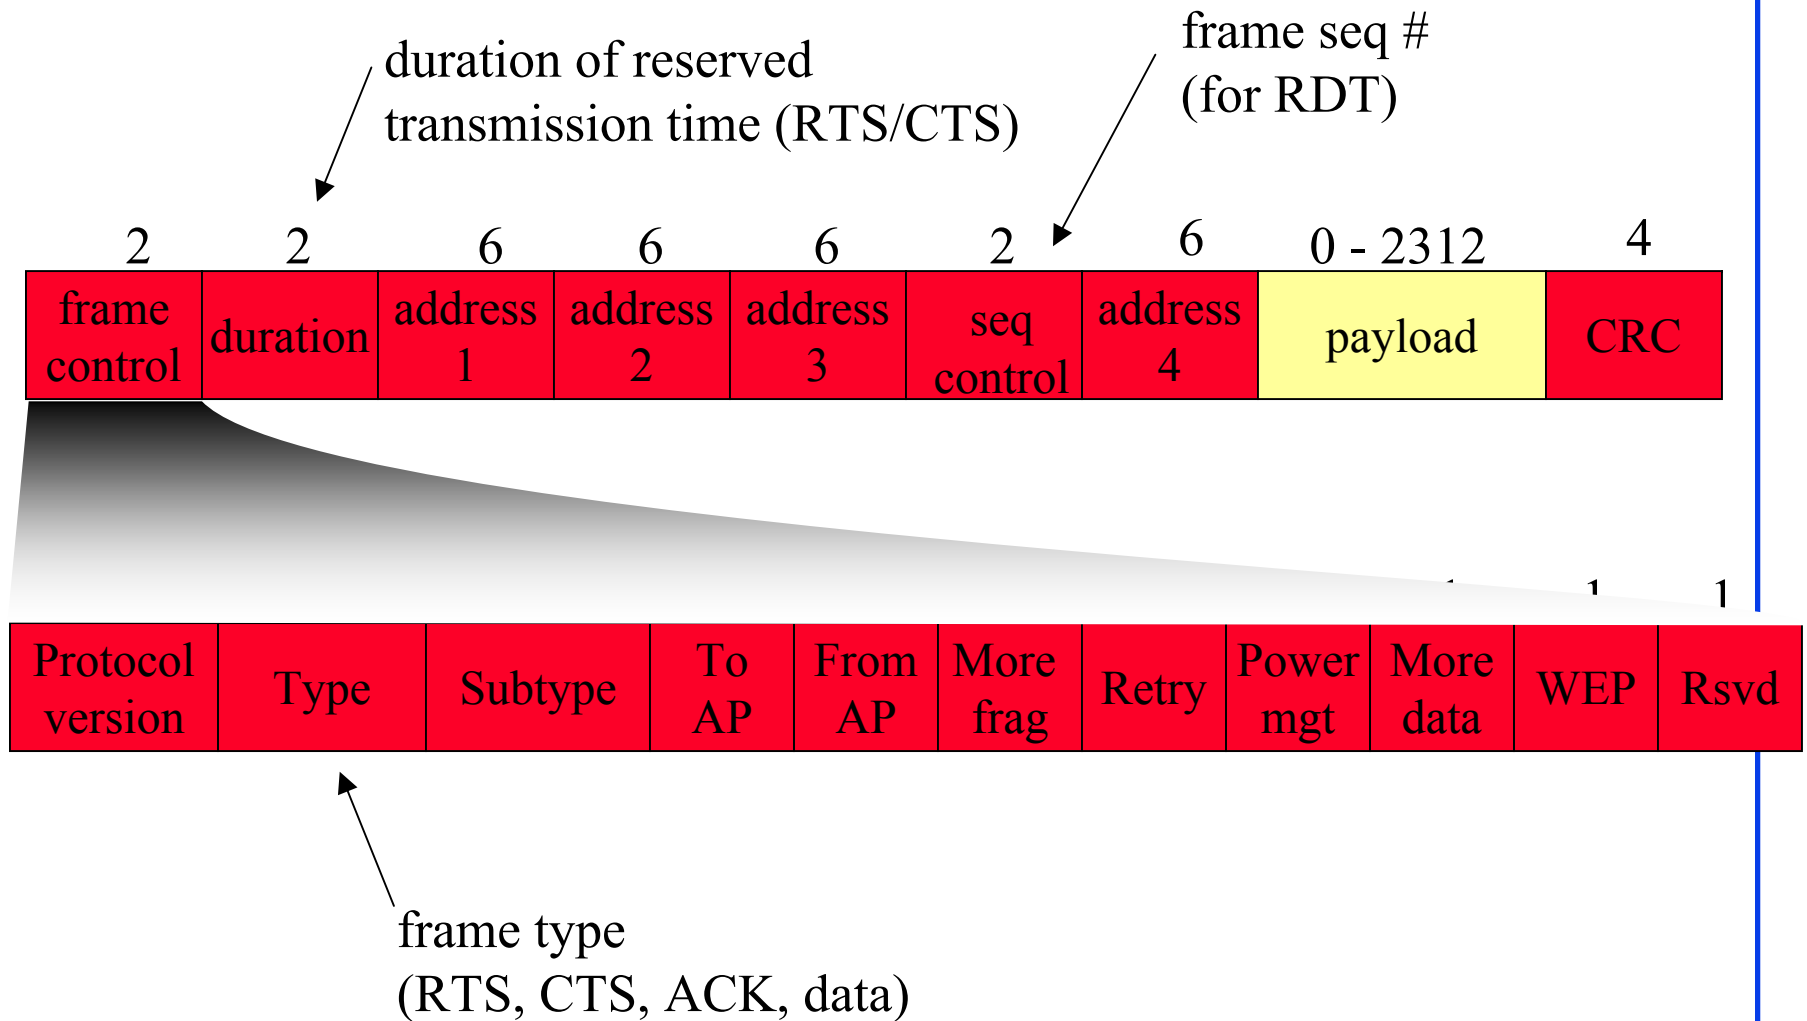 duration of reserved
transmission time (RTS/CTS)
frame seq #
(for RDT)
2 2 6 6 6 2 6 0 - 2312 4
frame control
duration
address 1
address 2
address 3
seq control
address 4
payload
CRC
1 1
Protocol version
Type
Subtype
To AP
From AP
More frag
Retry
Power mgt
More data
WEP
Rsvd
frame type
(RTS, CTS, ACK, data)